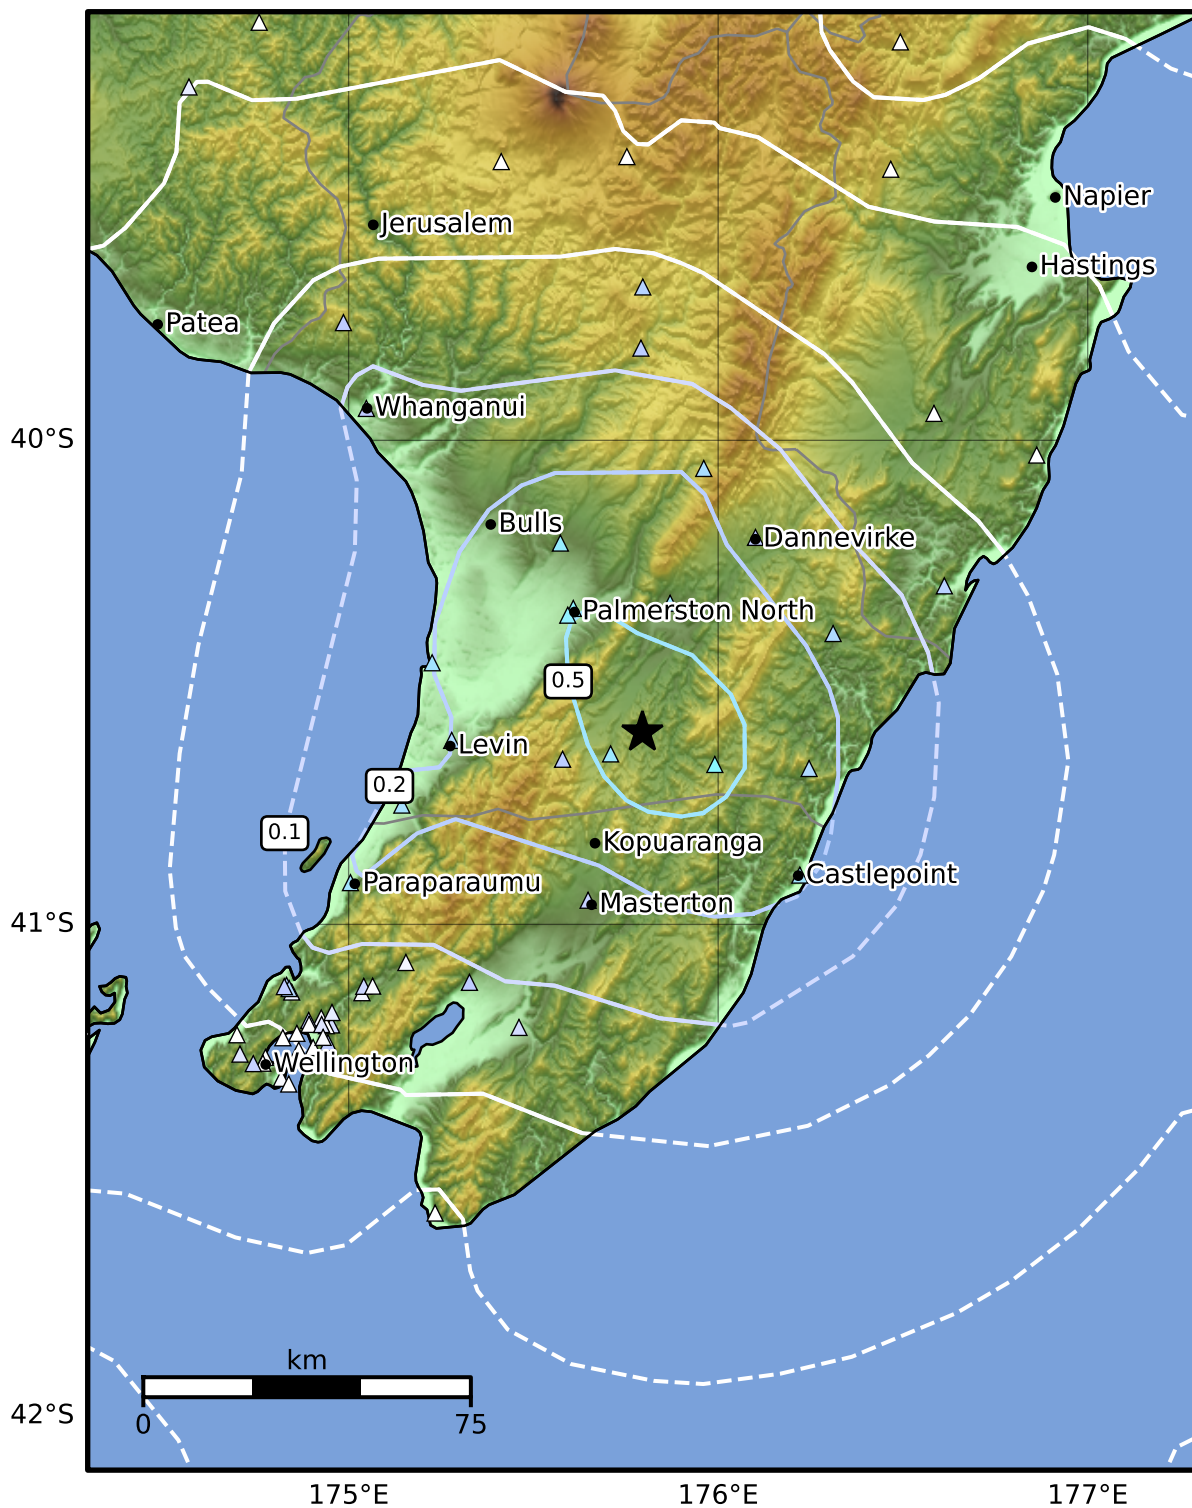 Napier
Jerusalem
Hastings
Patea
Whanganui
40°S
Bulls
Dannevirke
Palmerston North
0.5
Levin
0.2
0.1
Kopuaranga
Castlepoint
Paraparaumu
Masterton
41°S
Wellington
km
0 75
42°S
175°E 176°E 177°E